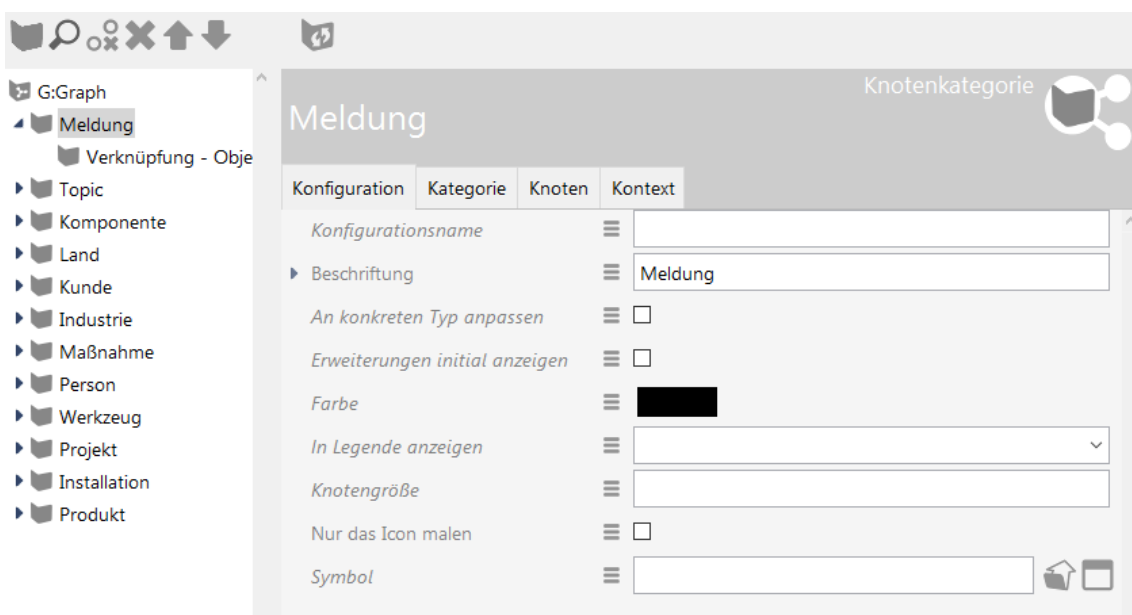 G:Graph
Meldung
Verknüpfung - Obje
Topic
Komponente
Land
Kunde
Industrie
Maßnahme
Person
Werkzeug
Projekt
Installation
Produkt
Knotenkategorie
Meldung
Konfiguration Kategorie Knoten Kontext
Konfigurationsname
Beschriftung Meldung
An konkreten Typ anpassen
Erweiterungen initial anzeigen
Farbe
In Legende anzeigen
Knotengröße
Nur das Icon malen
Symbol